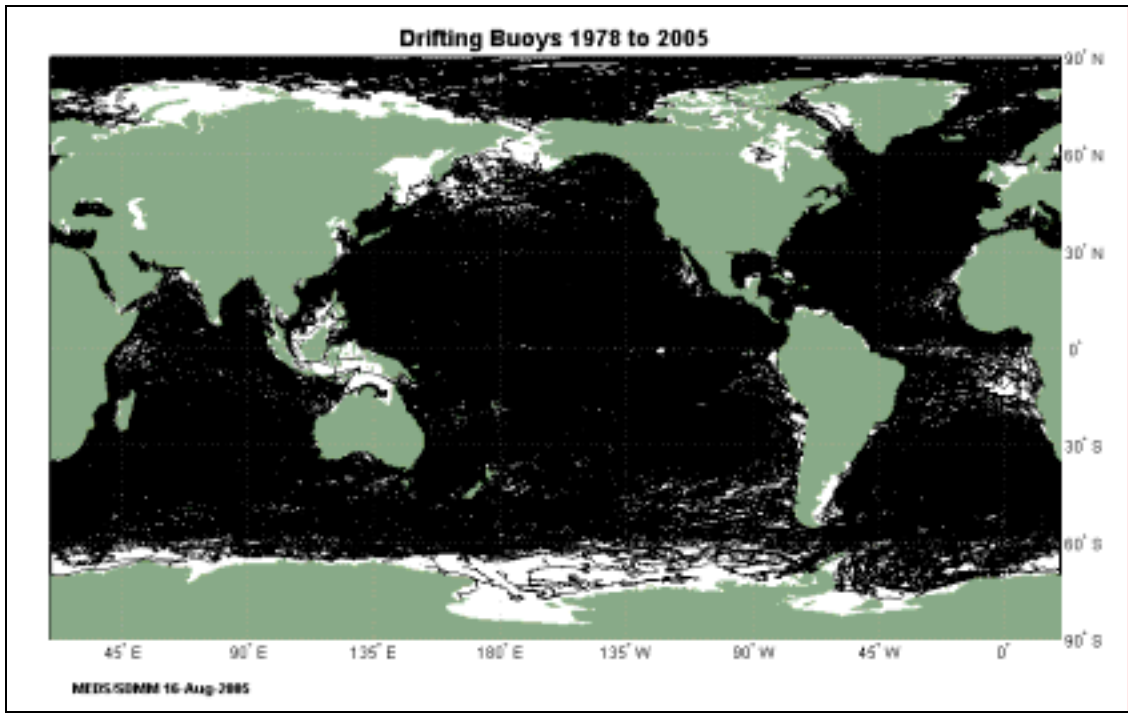 Drifting Buoys 1978 to 2005
90° N
60° N
30° N
0°
30° S
60° S
90° S
45° E 90° E 135° E 180° E 135° W 90° W 45° W 0°
MEDS/SDMM 16-Aug-2005